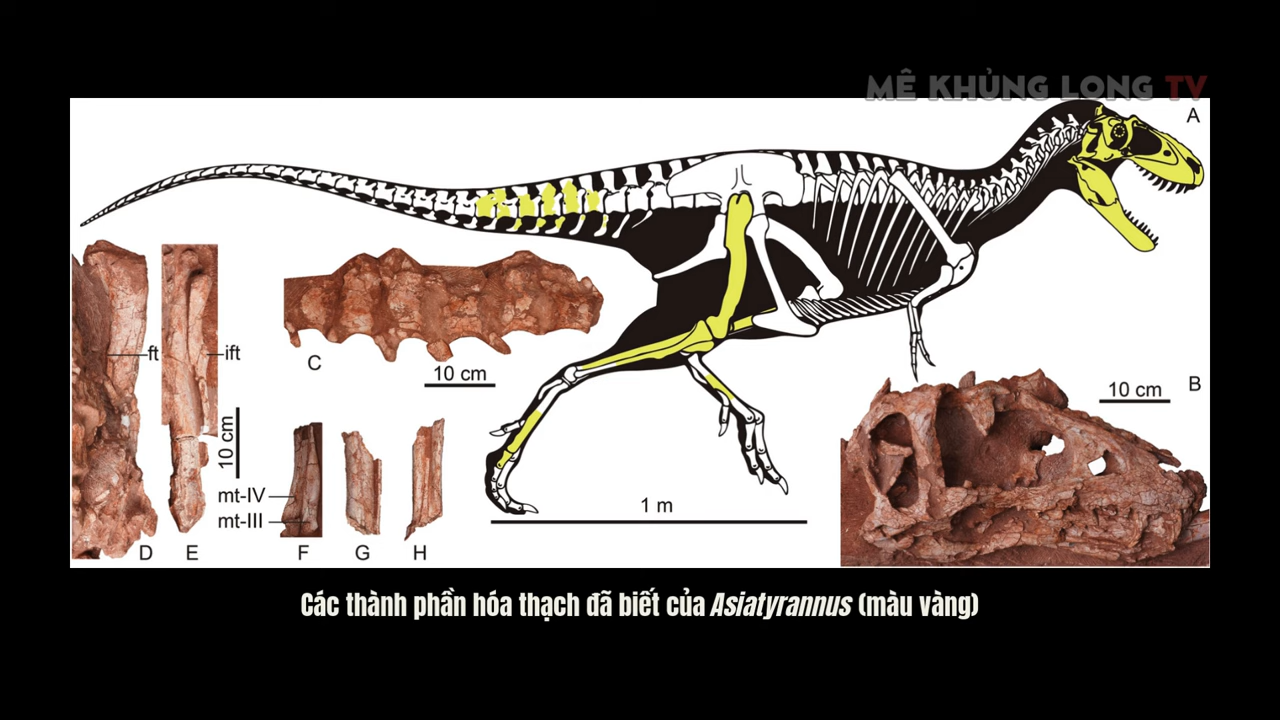 MÊ KHỦNG LONG TV
A
ft
ift
C
10 cm
10 cm
B
10 cm
mt-IV
mt-III
1 m
D
E
F
G
H
Các thành phần hóa thạch đã biết của Asiatyrannus (màu vàng)